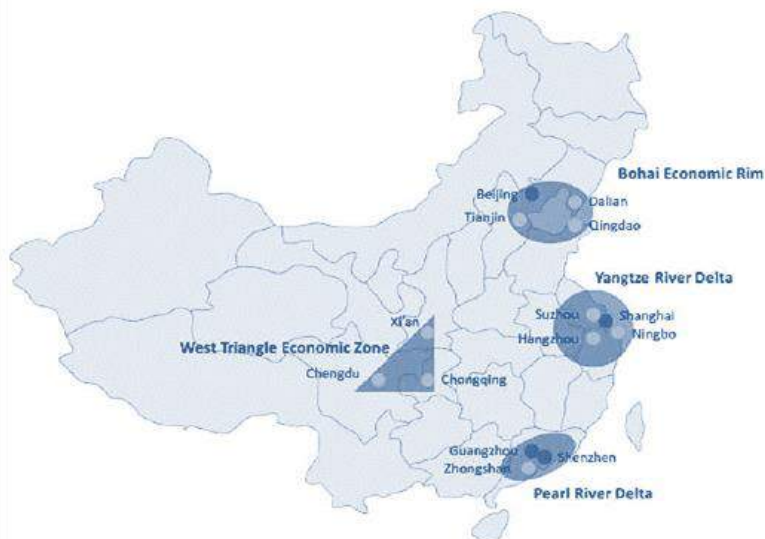 Bohai Economic Rim
Beijing
Dalian
Tianjin
Qingdao
Yangtze River Delta
Suzhou
Shanghai
Hangzhou
Ningbo
Xi'an
West Triangle Economic Zone
Chengdu
Chongqing
Guangzhou
Shenzhen
Zhongshan
Pearl River Delta